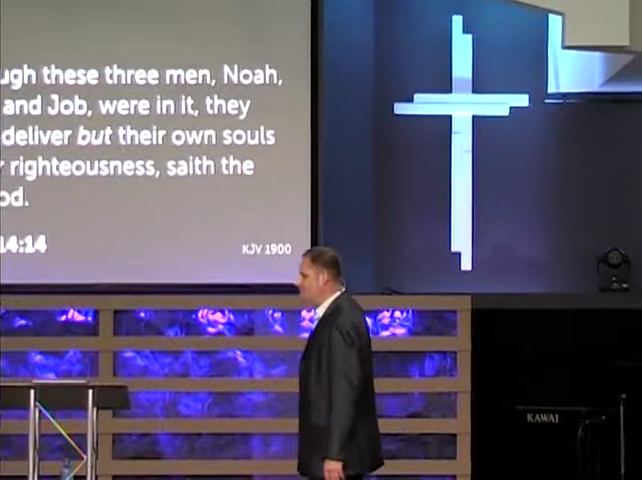 ugh these three men, Noah,
and Job, were in it, they
deliver but their own souls
r righteousness, saith the
od.
14:14
KJV 1900
KAWAI